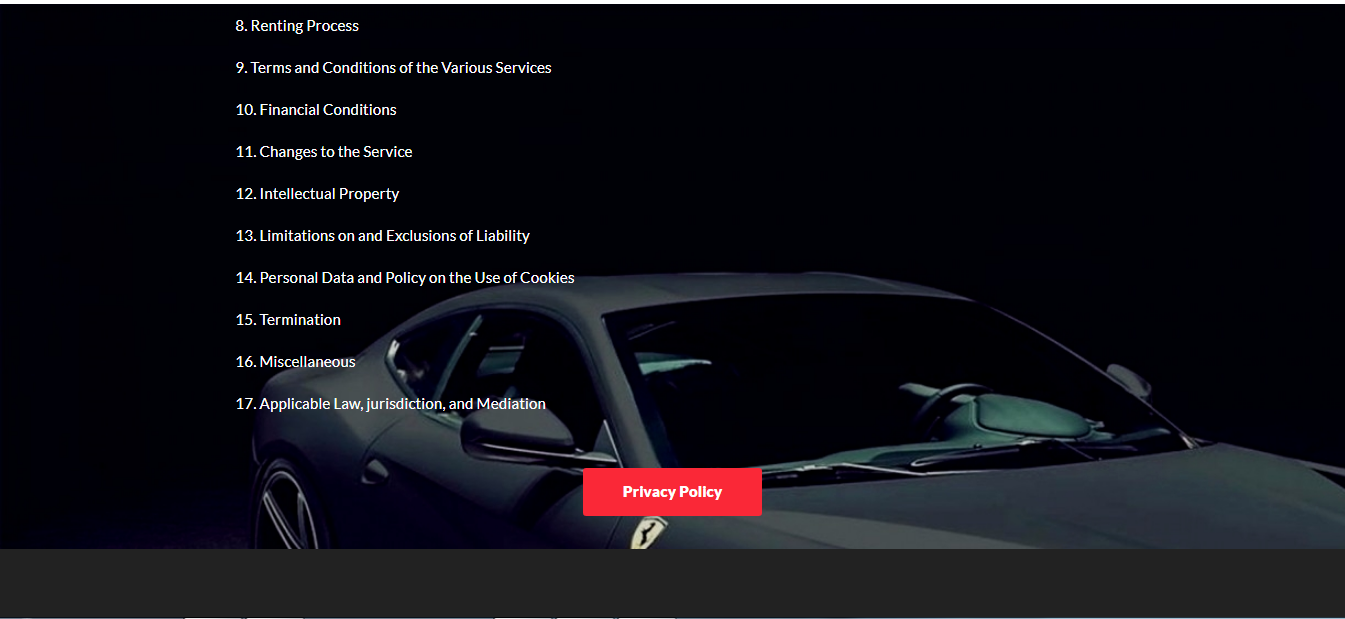 8. Renting Process
9. Terms and Conditions of the Various Services
10. Financial Conditions
11. Changes to the Service
12. Intellectual Property
13. Limitations on and Exclusions of Liability
14. Personal Data and Policy on the Use of Cookies
15. Termination
16. Miscellaneous
17. Applicable Law, jurisdiction, and Mediation
Privacy Policy